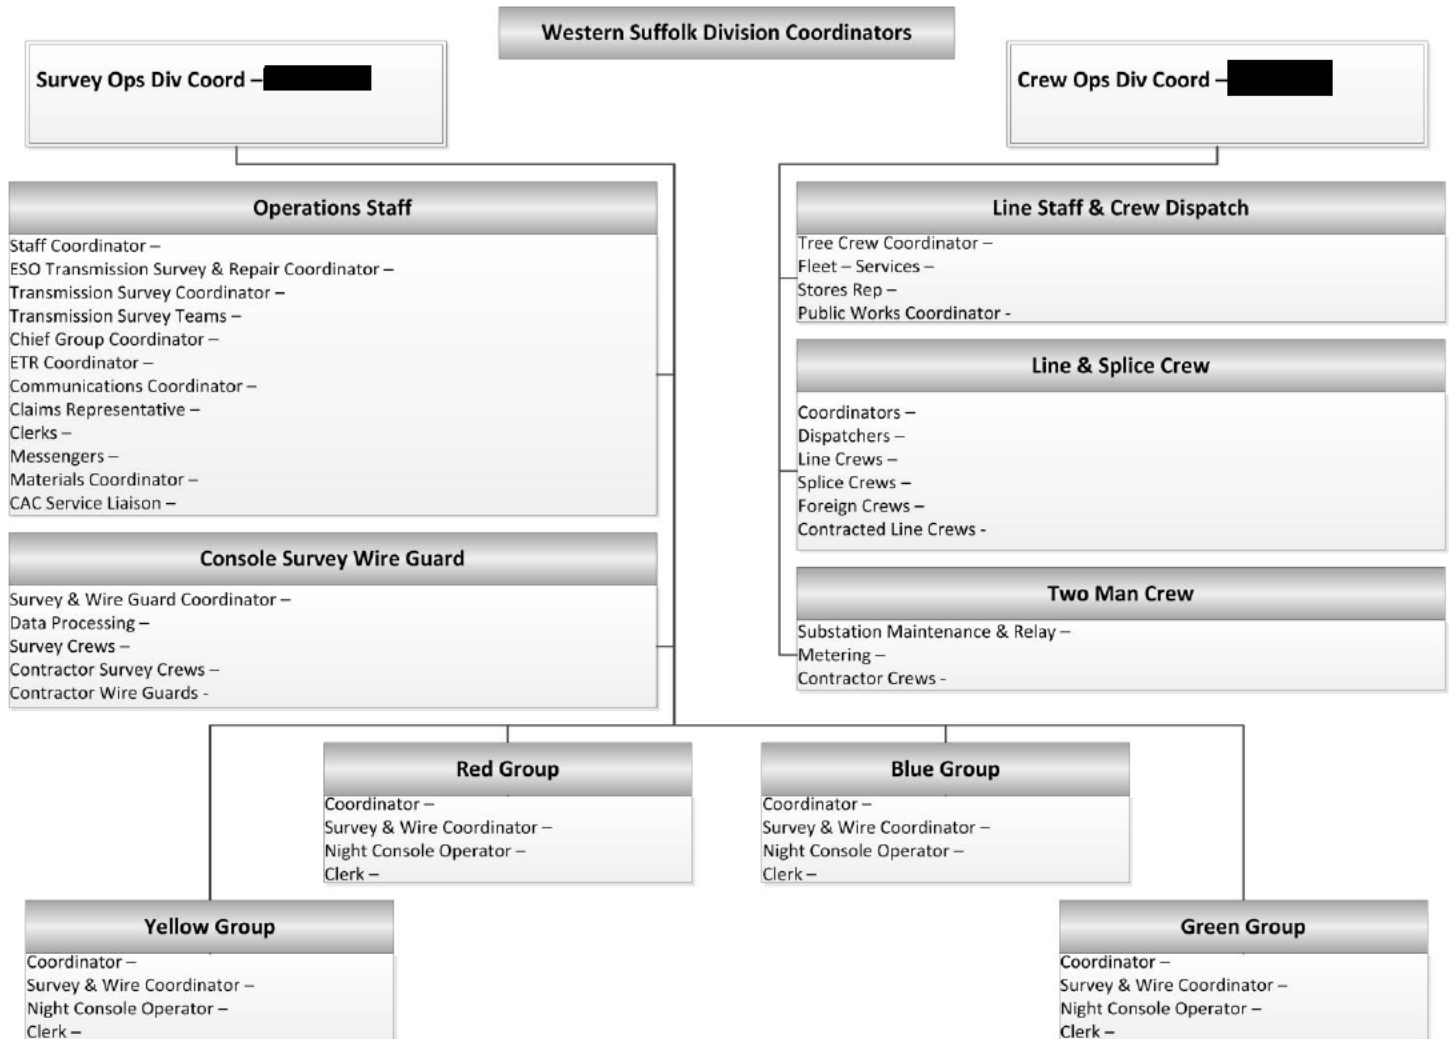 Western Suffolk Division Coordinators
Survey Ops Div Coord –
Crew Ops Div Coord –
Operations Staff
Staff Coordinator –
ESO Transmission Survey & Repair Coordinator –
Transmission Survey Coordinator –
Transmission Survey Teams –
Chief Group Coordinator –
ETR Coordinator –
Communications Coordinator –
Claims Representative –
Clerks –
Messengers –
Materials Coordinator –
CAC Service Liaison –
Console Survey Wire Guard
Survey & Wire Guard Coordinator –
Data Processing –
Survey Crews –
Contractor Survey Crews –
Contractor Wire Guards -
Line Staff & Crew Dispatch
Tree Crew Coordinator –
Fleet – Services –
Stores Rep –
Public Works Coordinator -
Line & Splice Crew
Coordinators –
Dispatchers –
Line Crews –
Splice Crews –
Foreign Crews –
Contracted Line Crews -
Two Man Crew
Substation Maintenance & Relay –
Metering –
Contractor Crews -
Red Group
Coordinator –
Survey & Wire Coordinator –
Night Console Operator –
Clerk –
Blue Group
Coordinator –
Survey & Wire Coordinator –
Night Console Operator –
Clerk –
Yellow Group
Coordinator –
Survey & Wire Coordinator –
Night Console Operator –
Clerk –
Green Group
Coordinator –
Survey & Wire Coordinator –
Night Console Operator –
Clerk –